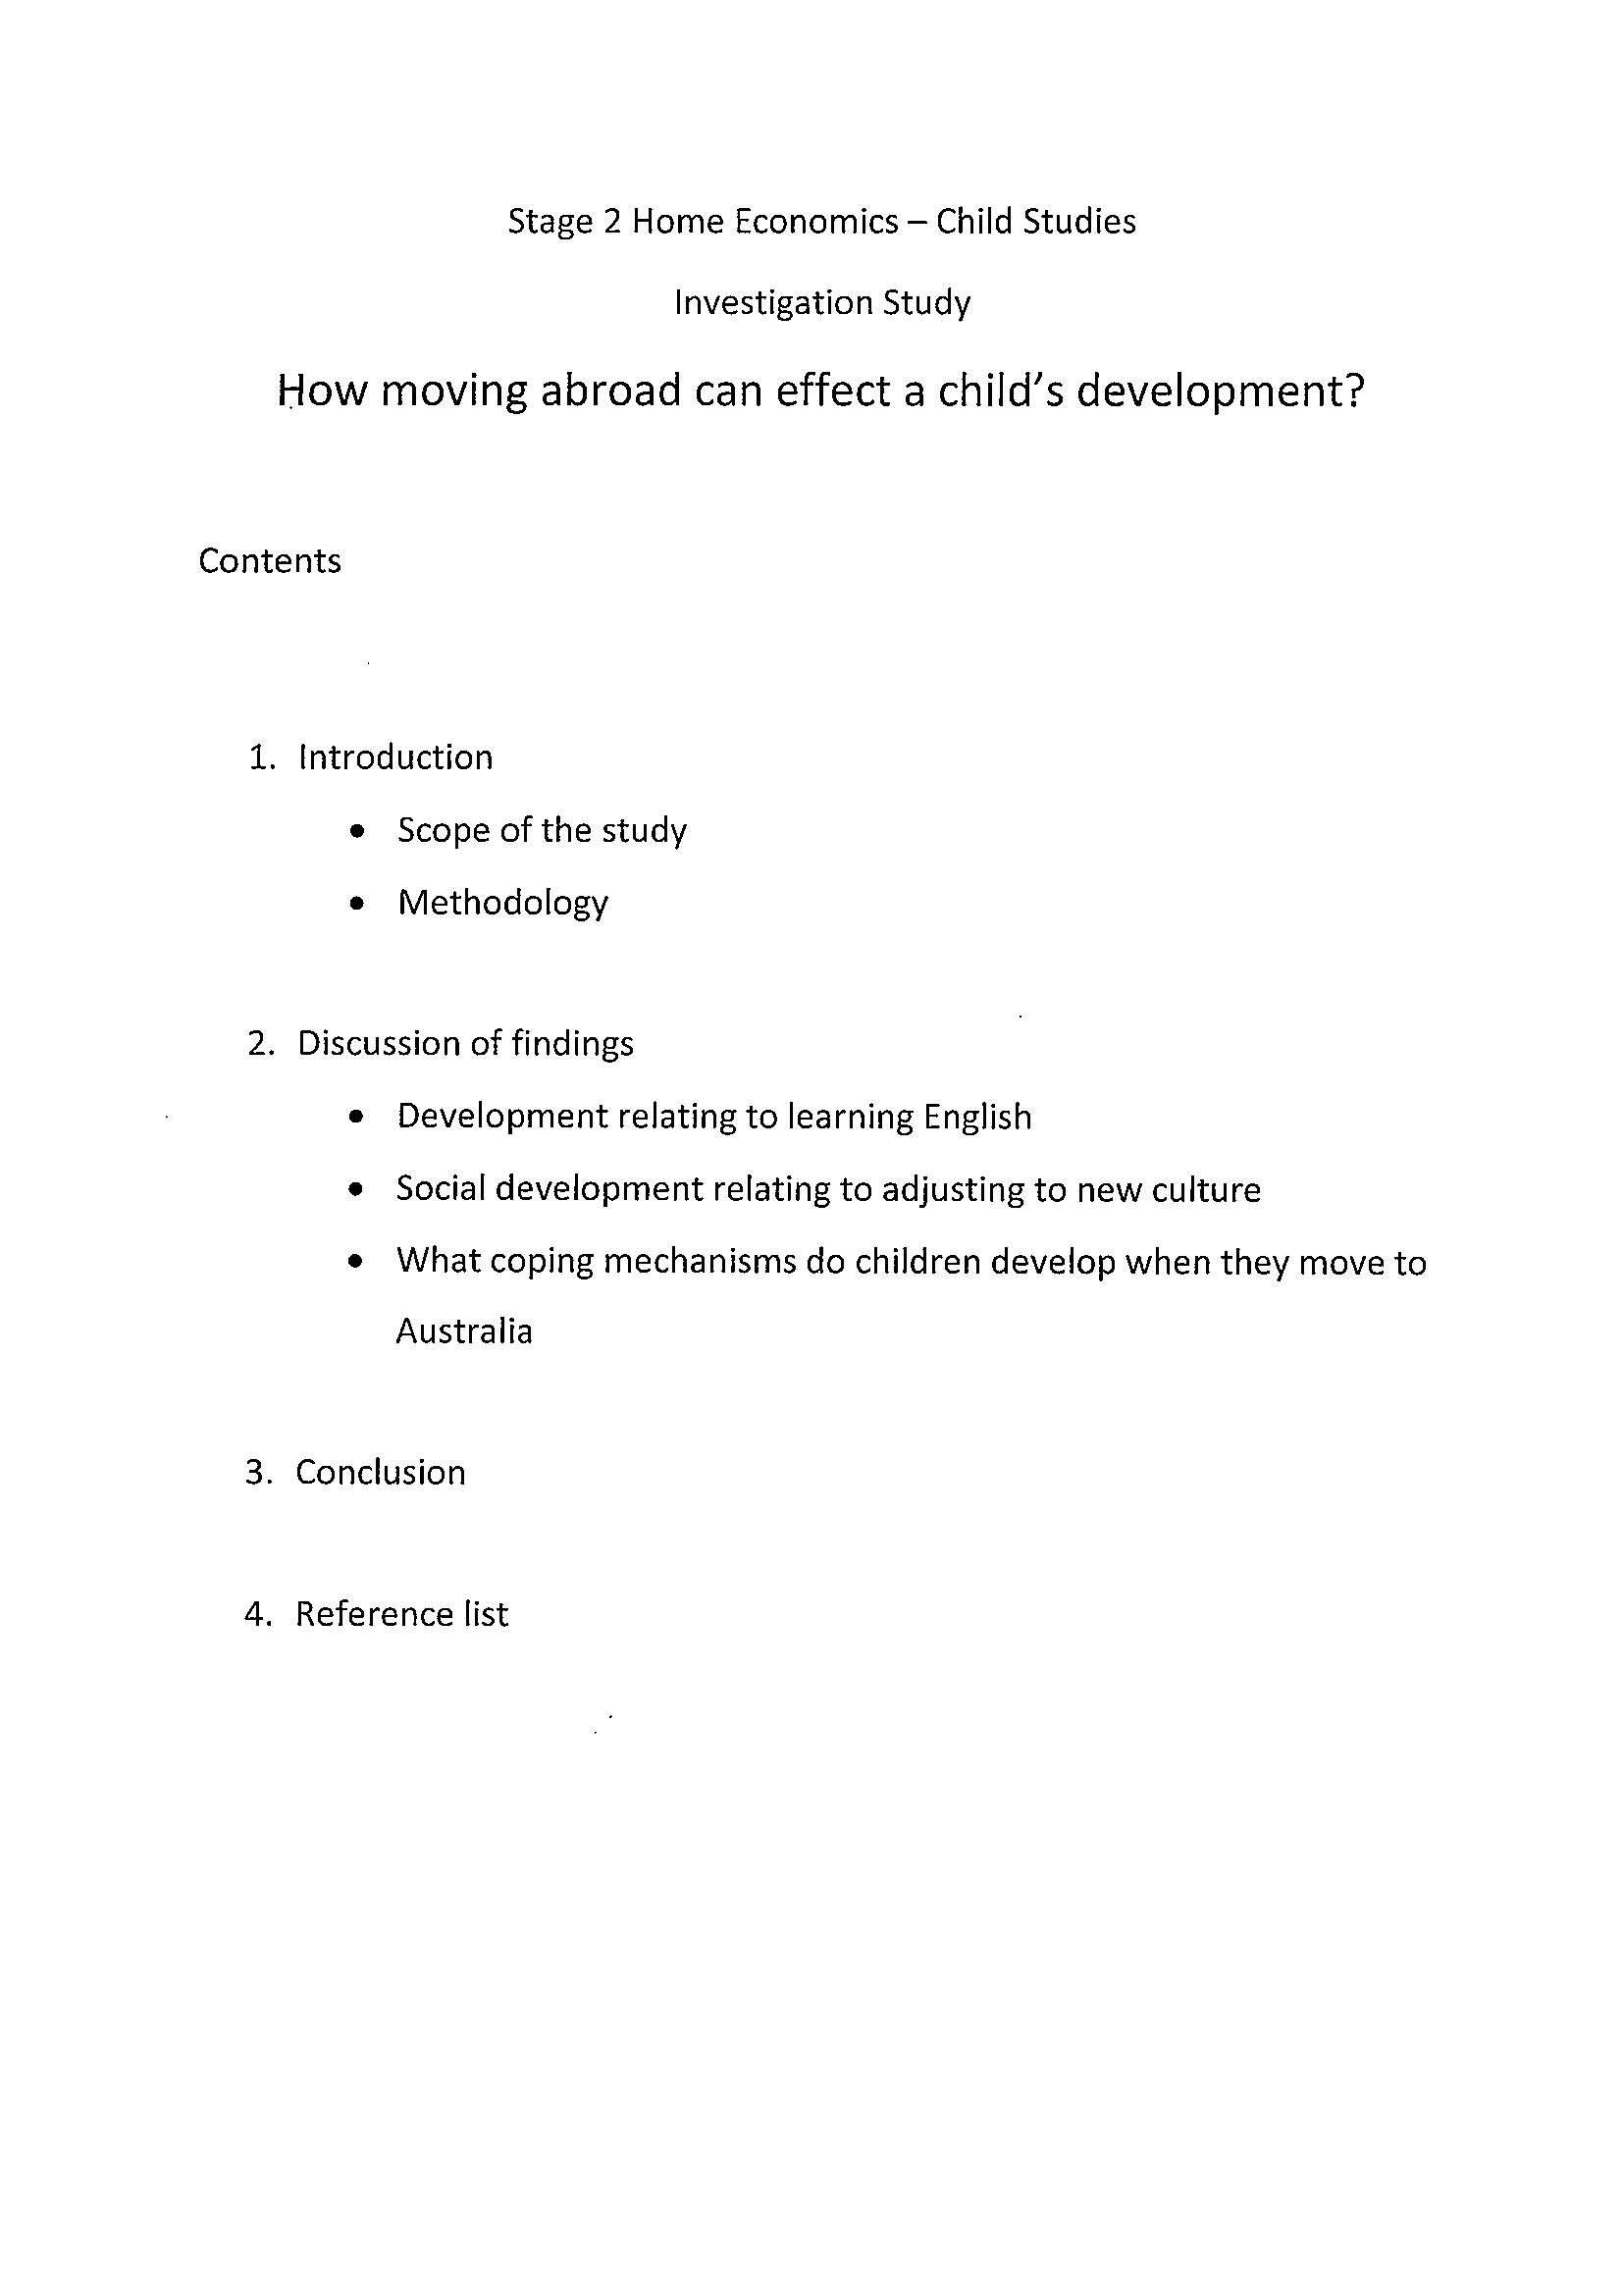 Stage 2 Home Economics – Child Studies
Investigation Study
How moving abroad can effect a child's development?
Contents
1. Introduction
• Scope of the study
• Methodology
2. Discussion of findings
• Development relating to learning English
• Social development relating to adjusting to new culture
• What coping mechanisms do children develop when they move to
Australia
3. Conclusion
4. Reference list